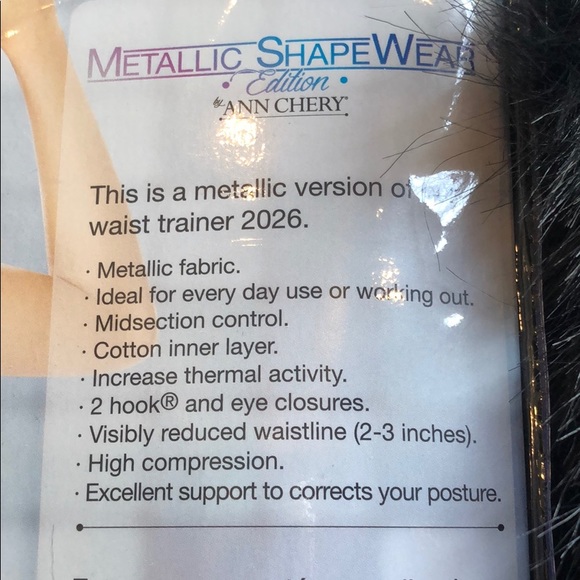 METALLIC SHAPEWEAR
Edition
by ANN CHERY®
This is a metallic version of
waist trainer 2026.
· Metallic fabric.
· Ideal for every day use or working out.
· Midsection control.
· Cotton inner layer.
· Increase thermal activity.
· 2 hook® and eye closures.
· Visibly reduced waistline (2-3 inches).
· High compression.
· Excellent support to corrects your posture.